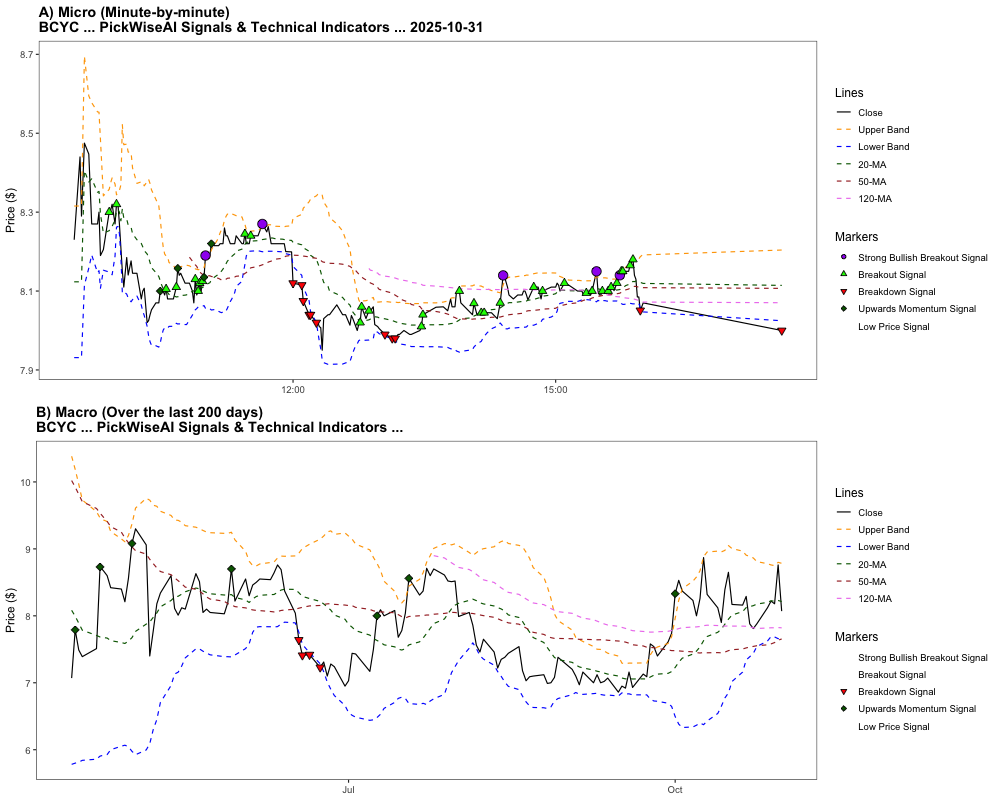 A) Micro (Minute-by-minute)
BCYC ... PickWiseAI Signals & Technical Indicators ... 2025-10-31
8.7
8.5
8.3
8.1
7.9
Price ($)
12:00
15:00
Lines
Close
Upper Band
Lower Band
20-MA
50-MA
120-MA
Markers
Strong Bullish Breakout Signal
Breakout Signal
Breakdown Signal
Upwards Momentum Signal
Low Price Signal
B) Macro (Over the last 200 days)
BCYC ... PickWiseAI Signals & Technical Indicators ...
10
9
8
7
6
Price ($)
Jul
Oct
Lines
Close
Upper Band
Lower Band
20-MA
50-MA
120-MA
Markers
Strong Bullish Breakout Signal
Breakout Signal
Breakdown Signal
Upwards Momentum Signal
Low Price Signal